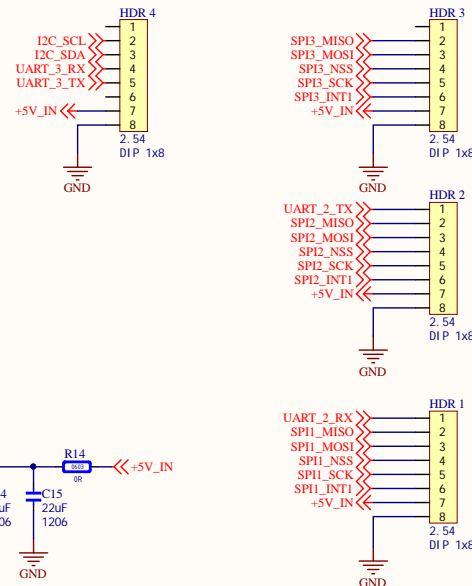 HDR 4
1
I2C_SCL 2
I2C_SDA 3
UART_3_RX 4
UART_3_TX 5
6
+5V_IN 7
8
2.54
DIP 1x8
GND
HDR 3
1
SPI3_MISO 2
SPI3_MOSI 3
SPI3_NSS 4
SPI3_SCK 5
SPI3_INT1 6
+5V_IN 7
8
2.54
DIP 1x8
GND
HDR 2
UART_2_TX 1
SPI2_MISO 2
SPI2_MOSI 3
SPI2_NSS 4
SPI2_SCK 5
SPI2_INT1 6
+5V_IN 7
8
2.54
DIP 1x8
GND
HDR 1
UART_2_RX 1
SPI1_MISO 2
SPI1_MOSI 3
SPI1_NSS 4
SPI1_SCK 5
SPI1_INT1 6
+5V_IN 7
8
2.54
DIP 1x8
GND
R14
0603
0R
+5V_IN
4
uF
06
C15
22uF
1206
GND